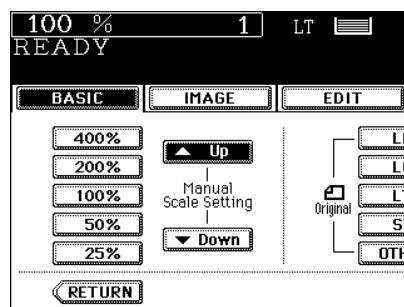 100 % 1 LT
READY
BASIC IMAGE EDIT
400%
200%
100%
50%
25%
Up
Manual
Scale Setting
Down
Original
RETURN